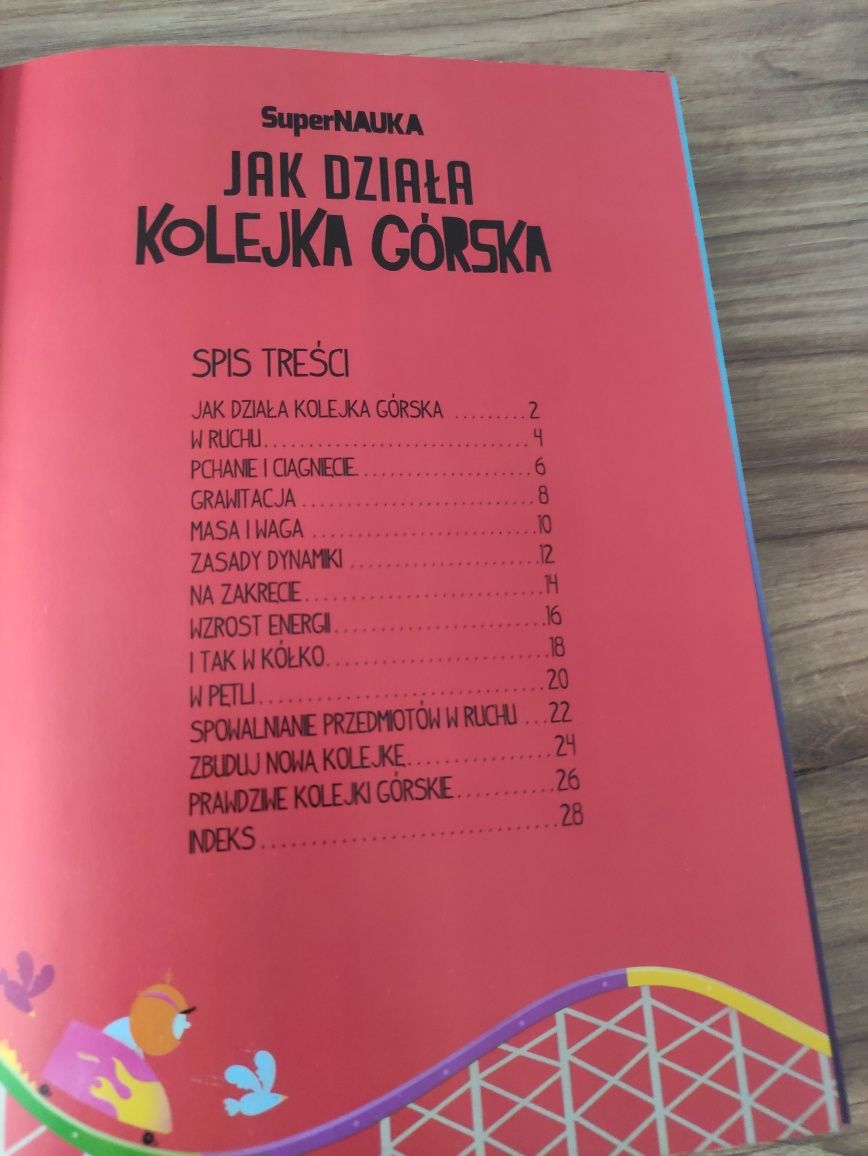 SuperNAUKA
JAK DZIAŁA
KOLEJKA GÓRSKA
SPIS TREŚCI
JAK DZIAŁA KOLEJKA GÓRSKA .........2
W RUCHU..............................4
PCHANIE I CIĄGNIĘCIE....................6
GRAWITACJA ..........................8
MASA I WAGA .........................10
ZASADY DYNAMIKI .....................12
NA ZAKRĘCIE..........................14
WZROST ENERGII.......................16
I TAK W KÓŁKO........................18
W PĘTLI...............................20
SPOWALNIANIE PRZEDMIOTÓW W RUCHU ...22
ZBUDUJ NOWĄ KOLEJKĘ................24
PRAWDZIWE KOLEJKI GÓRSKIE...........26
INDEKS ...............................28